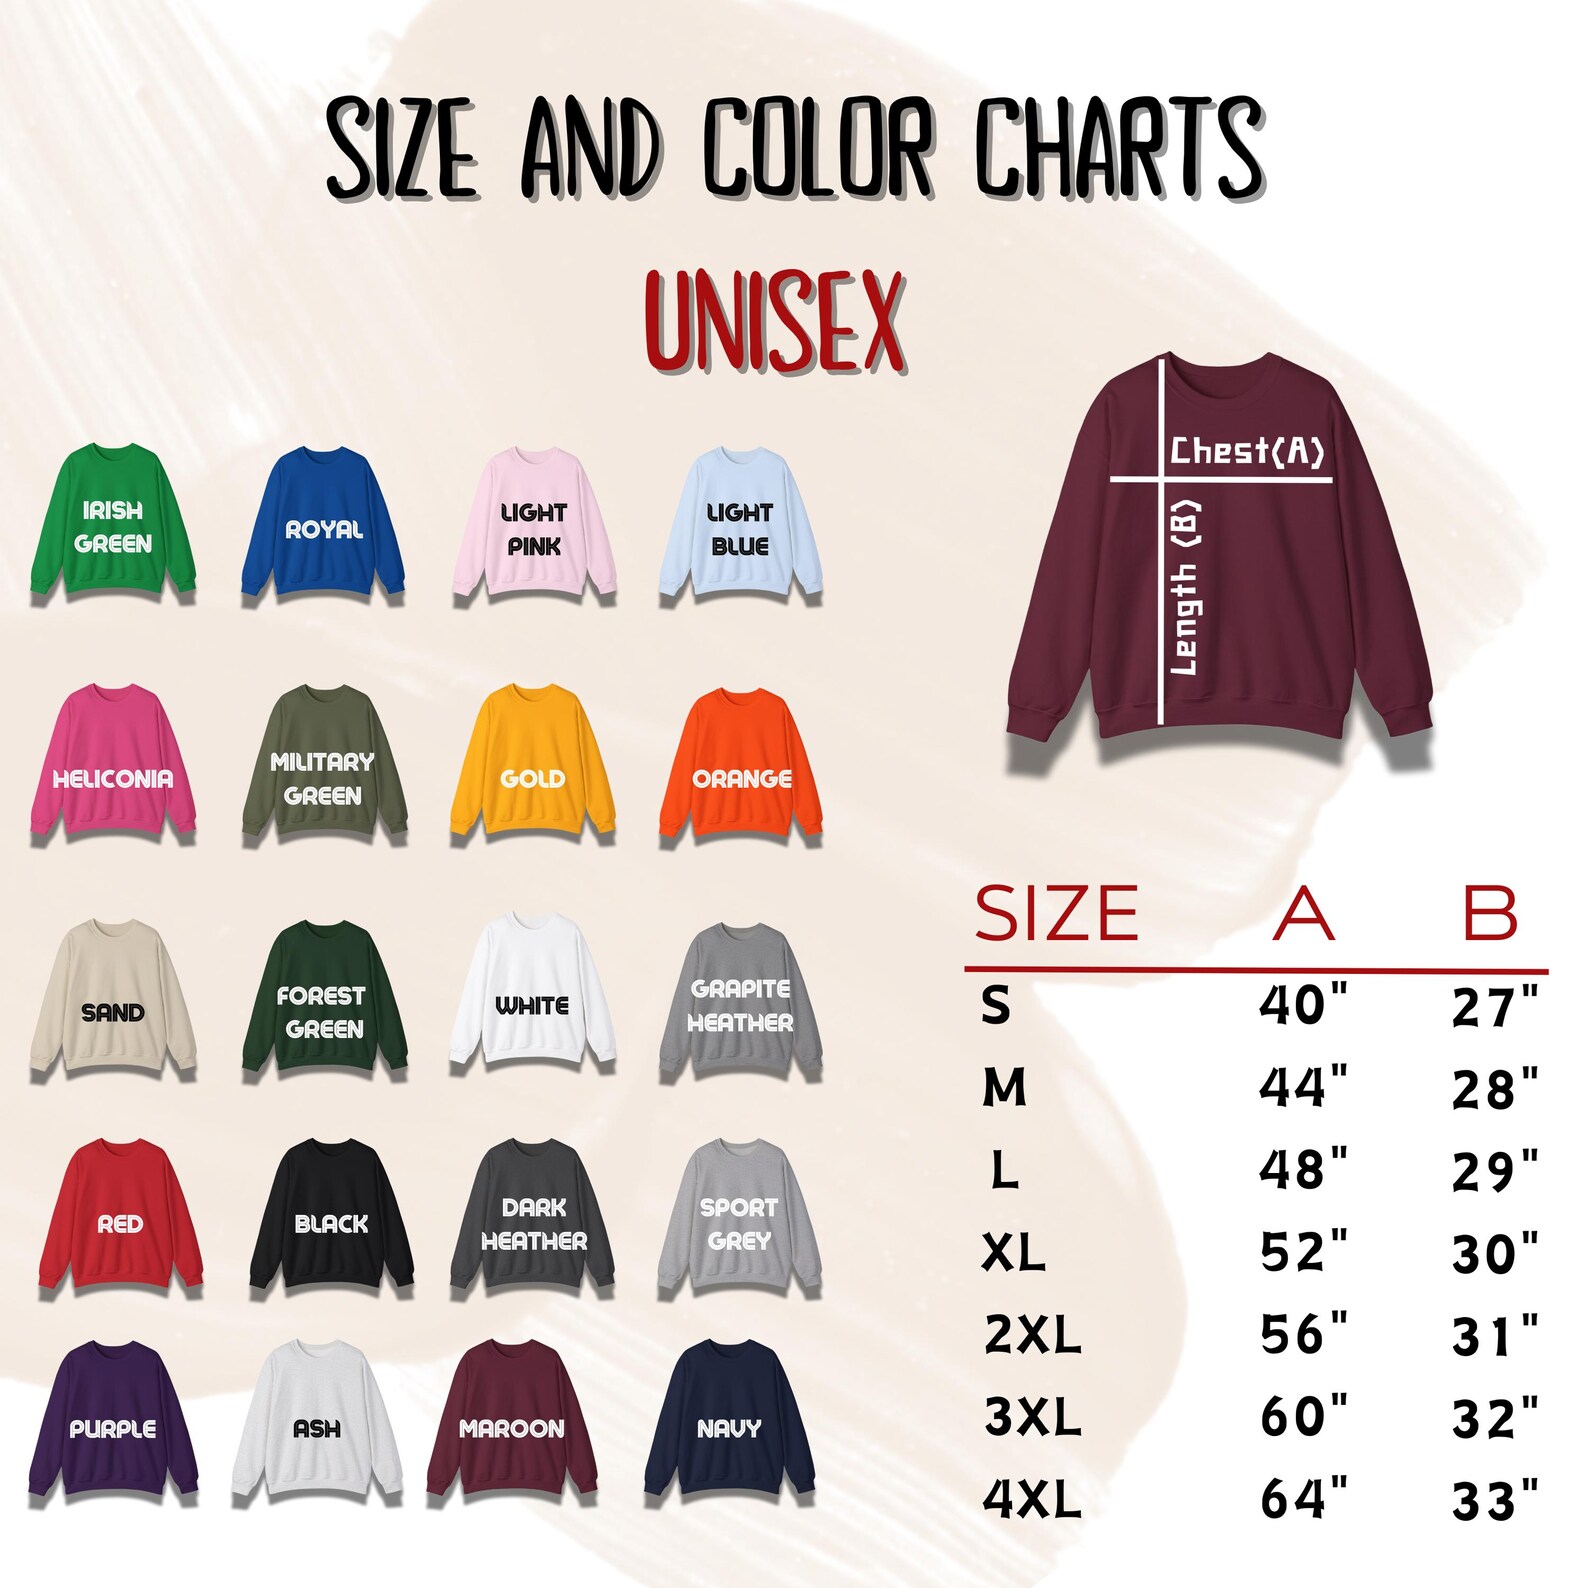 SIZE AND COLOR CHARTS
UNISEX
IRISH
GREEN
ROYAL
LIGHT
PINK
LIGHT
BLUE
HELICONIA
MILITARY
GREEN
GOLD
ORANGE
SAND
FOREST
GREEN
WHITE
GRAPITE
HEATHER
RED
BLACK
DARK
HEATHER
SPORT
GREY
PURPLE
ASH
MAROON
NAVY
Chest(A)
Length (B)
SIZE A B
S 40" 27"
M 44" 28"
L 48" 29"
XL 52" 30"
2XL 56" 31"
3XL 60" 32"
4XL 64" 33"